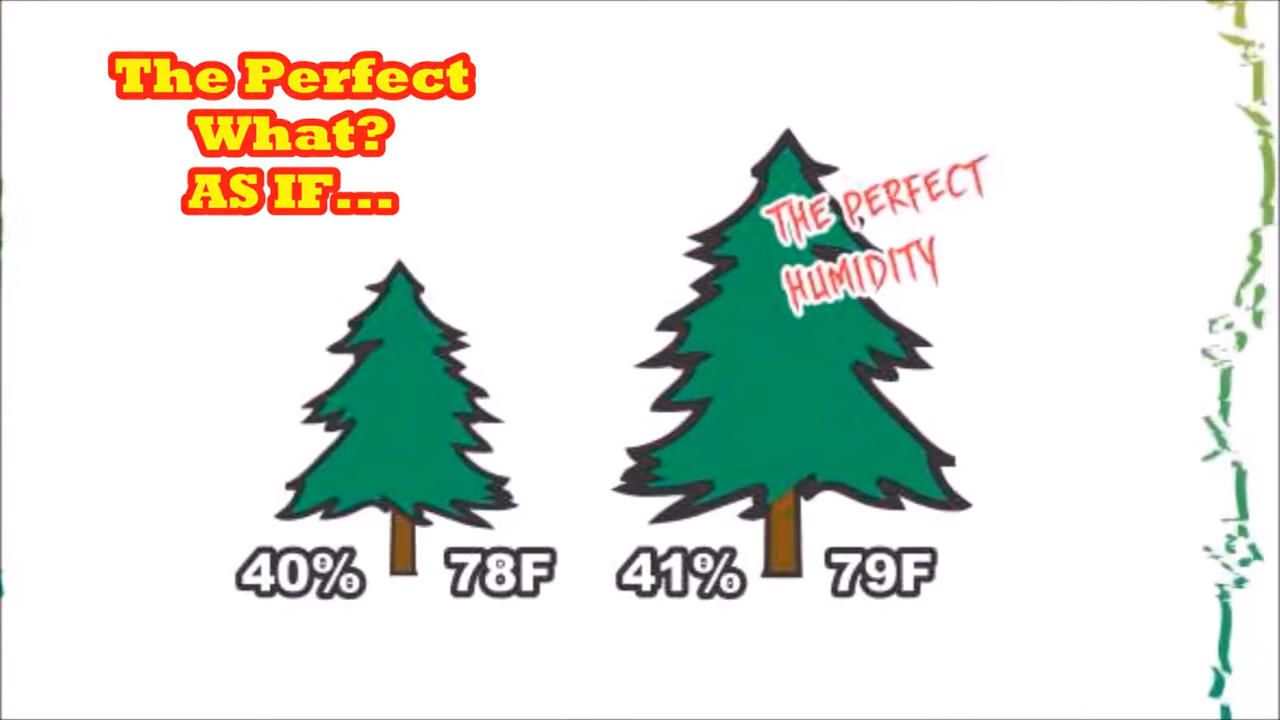 The Perfect
What?
AS IF...
THE PERFECT
HUMIDITY
40% 78F 41% 79F